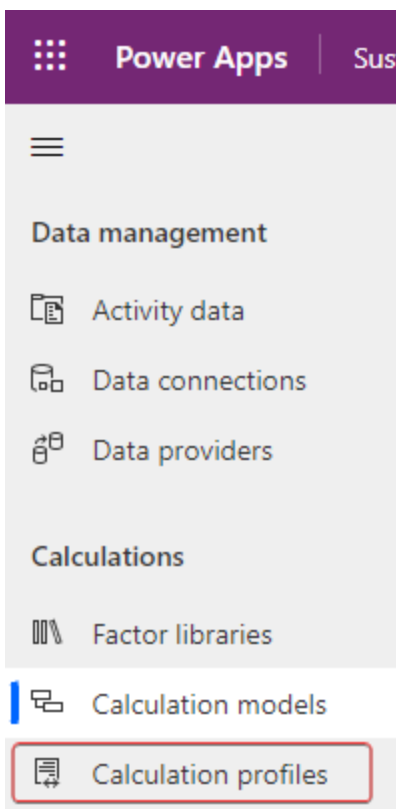 Power Apps Sus
Data management
Activity data
Data connections
Data providers
Calculations
Factor libraries
Calculation models
Calculation profiles